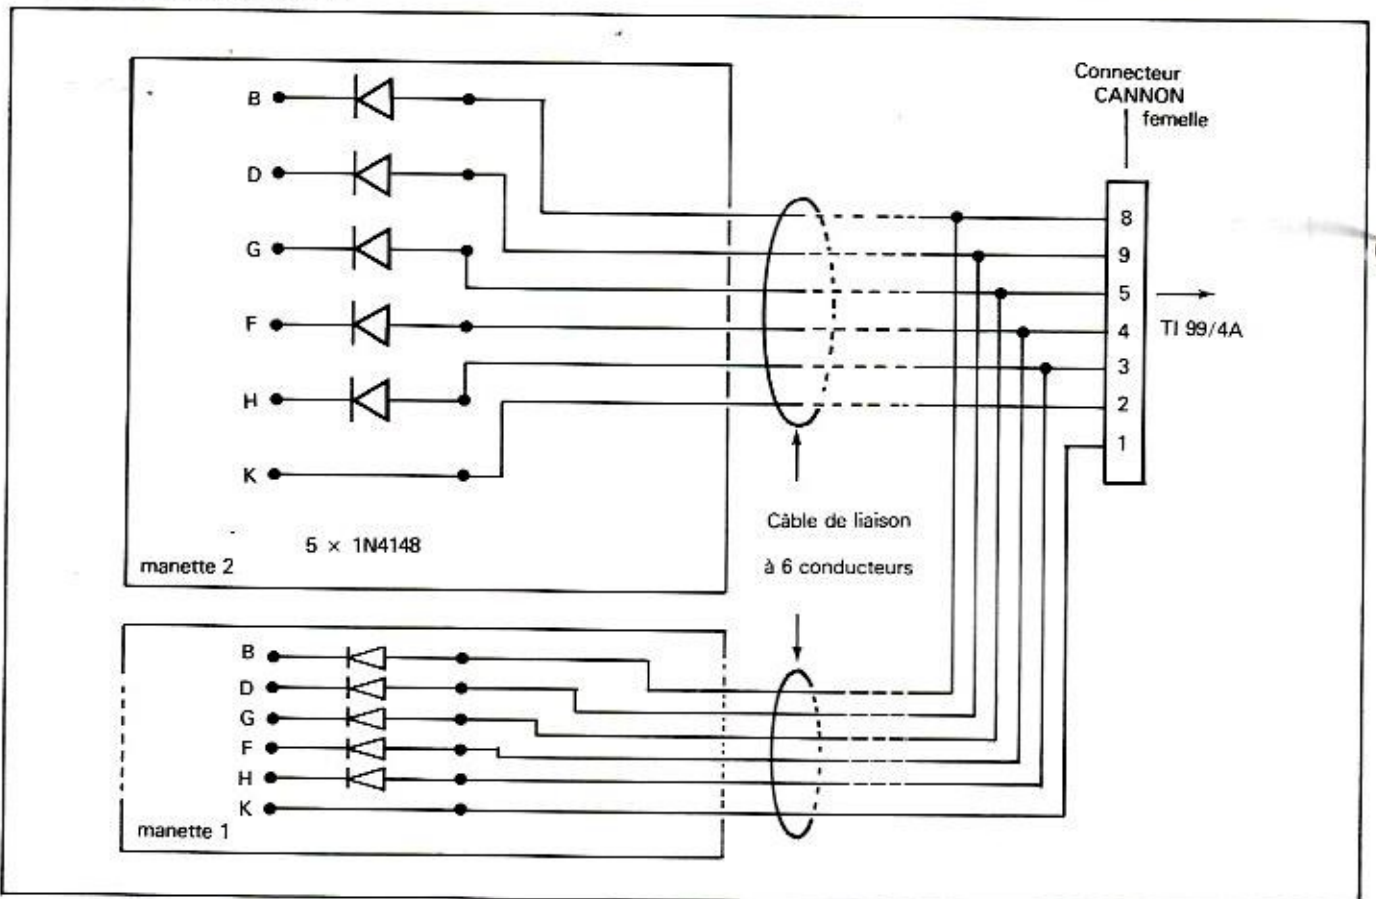 Connecteur
CANNON
femelle
B
D
G
F
H
K
5 × 1N4148
manette 2
8
9
5
4
3
2
1
TI 99/4A
Câble de liaison
à 6 conducteurs
B
D
G
F
H
K
manette 1